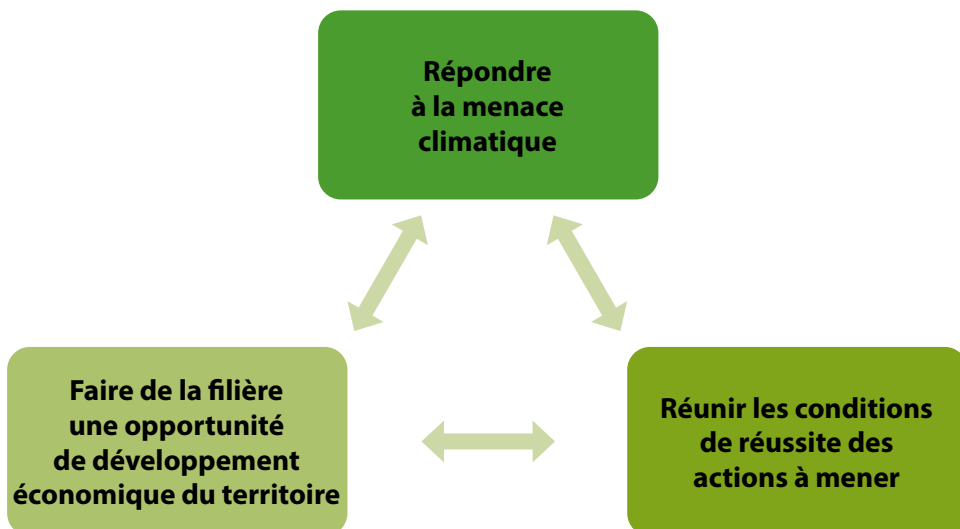 Répondre
à la menace
climatique
Faire de la filière
une opportunité
de développement
économique du territoire
Réunir les conditions
de réussite des
actions à mener